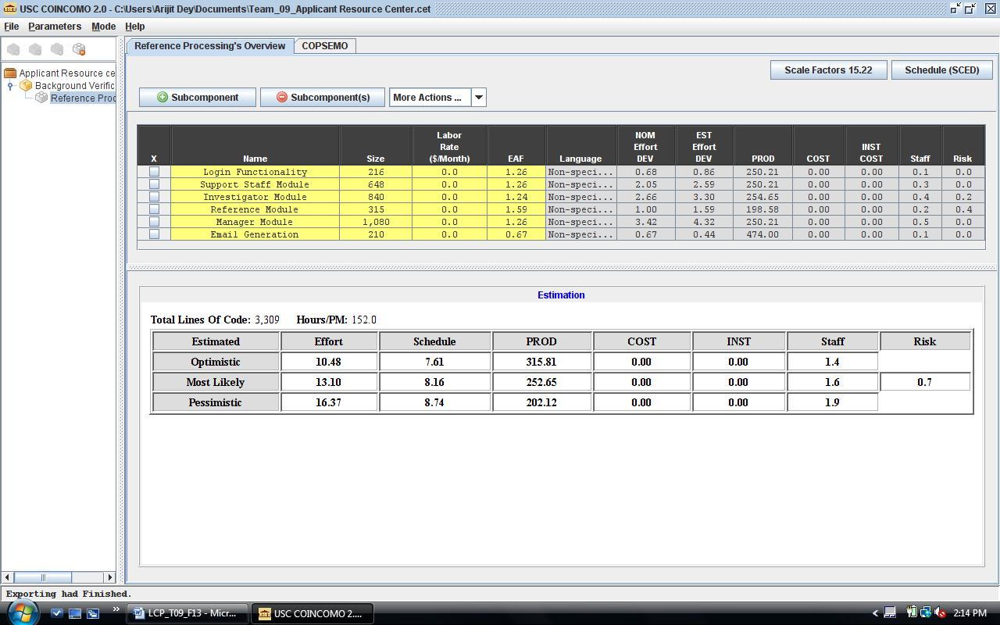 USC COINCOMO 2.0 - C:\Users\Arijit Dey\Documents\Team_09_Applicant Resource Center.cet
File Parameters Mode Help
Reference Processing's Overview COPSEMO
Scale Factors 15.22 Schedule (SCED)
Applicant Resource ce
Background Verific
Reference Proc
Subcomponent Subcomponent(s) More Actions ...
X Name Size Labor Rate ($/Month) EAF Language NOM Effort DEV EST Effort DEV PROD COST INST COST Staff Risk
Login Functionality 216 0.0 1.26 Non-speci... 0.68 0.86 250.21 0.00 0.00 0.1 0.0
Support Staff Module 648 0.0 1.26 Non-speci... 2.05 2.59 250.21 0.00 0.00 0.3 0.0
Investigator Module 840 0.0 1.24 Non-speci... 2.66 3.30 254.65 0.00 0.00 0.4 0.2
Reference Module 315 0.0 1.59 Non-speci... 1.00 1.59 198.58 0.00 0.00 0.2 0.4
Manager Module 1,080 0.0 1.26 Non-speci... 3.42 4.32 250.21 0.00 0.00 0.5 0.0
Email Generation 210 0.0 0.67 Non-speci... 0.67 0.44 474.00 0.00 0.00 0.1 0.0
Estimation
Total Lines Of Code: 3,309 Hours/PM: 152.0
Estimated Effort Schedule PROD COST INST Staff Risk
Optimistic 10.48 7.61 315.81 0.00 0.00 1.4
Most Likely 13.10 8.16 252.65 0.00 0.00 1.6 0.7
Pessimistic 16.37 8.74 202.12 0.00 0.00 1.9
Exporting had Finished.
LCP_T09_F13 - Micr... USC COINCOMO 2.... 2:14 PM